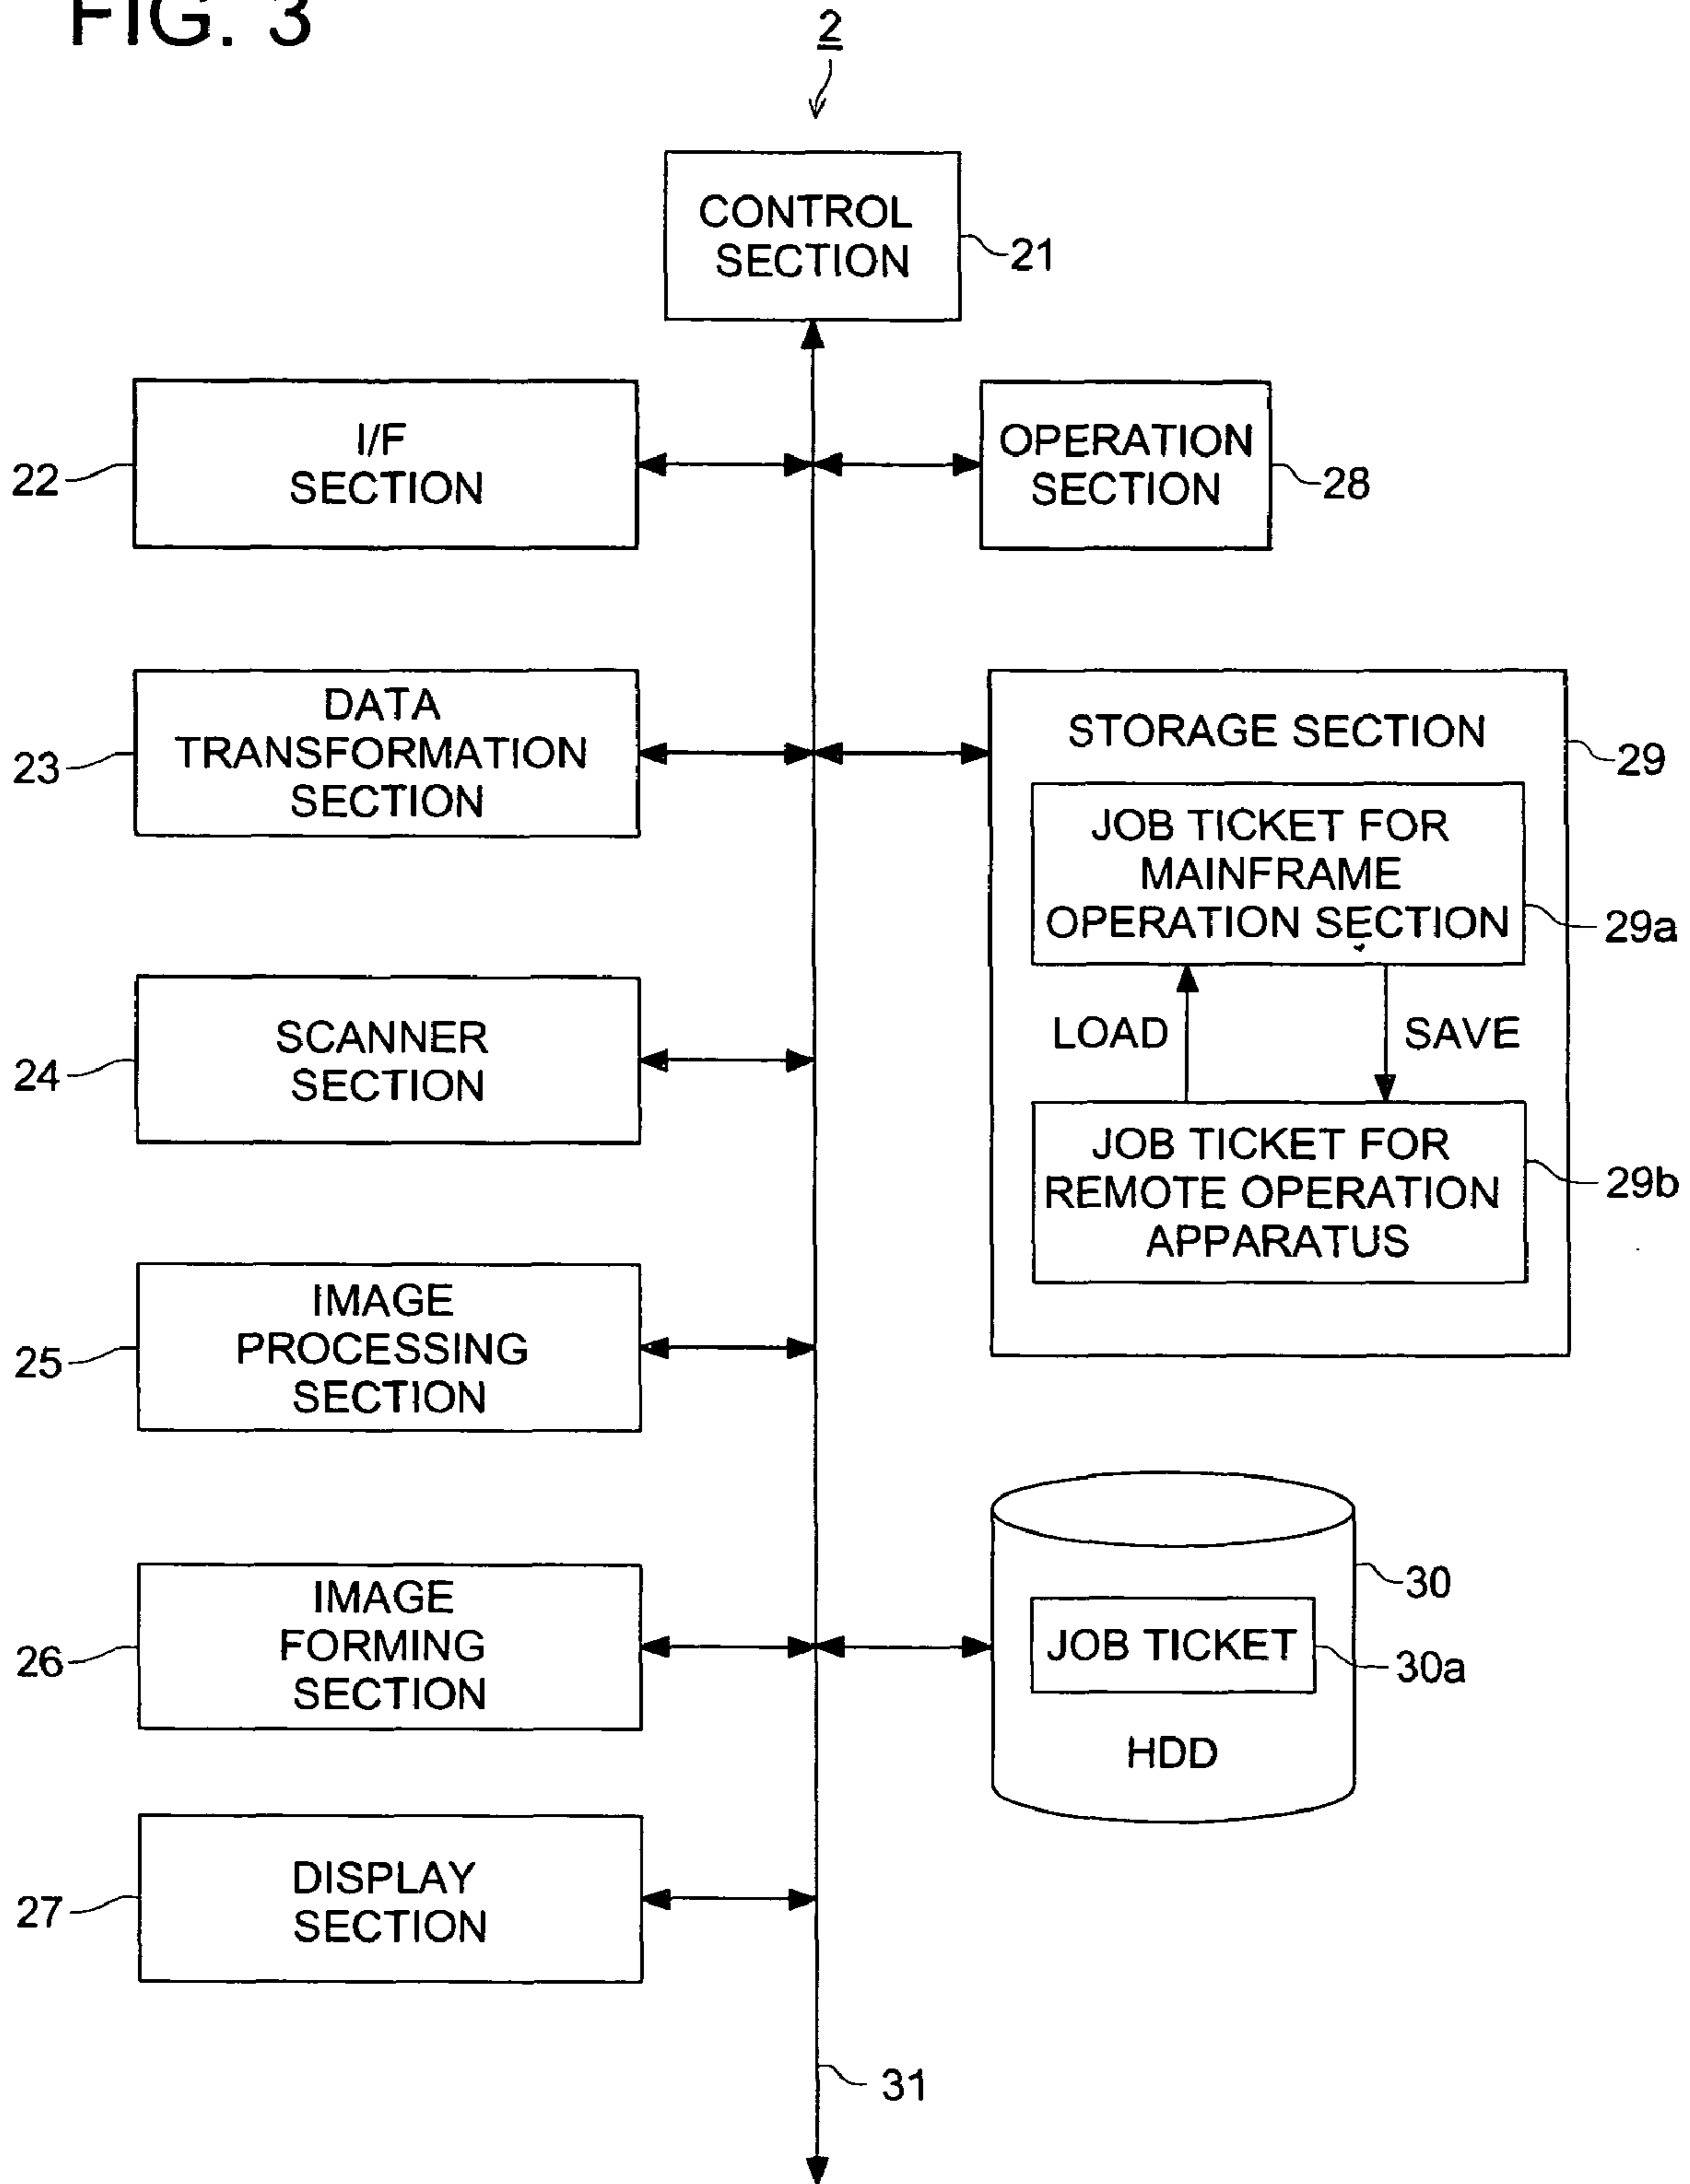 FIG. 3
2
CONTROL
SECTION
21
I/F
SECTION
22
OPERATION
SECTION
28
DATA
TRANSFORMATION
SECTION
23
STORAGE SECTION
29
JOB TICKET FOR
MAINFRAME
OPERATION SECTION
29a
LOAD
SAVE
JOB TICKET FOR
REMOTE OPERATION
APPARATUS
29b
SCANNER
SECTION
24
IMAGE
PROCESSING
SECTION
25
IMAGE
FORMING
SECTION
26
30
JOB TICKET
30a
HDD
DISPLAY
SECTION
27
31